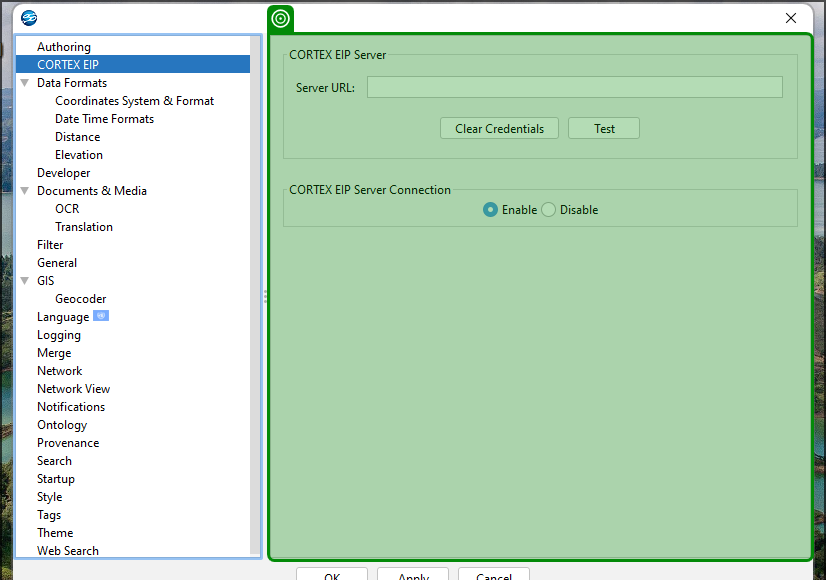 Authoring
CORTEX EIP
Data Formats
Coordinates System & Format
Date Time Formats
Distance
Elevation
Developer
Documents & Media
OCR
Translation
Filter
General
GIS
Geocoder
Language
Logging
Merge
Network
Network View
Notifications
Ontology
Provenance
Search
Startup
Style
Tags
Theme
Web Search
CORTEX EIP Server
Server URL:
Clear Credentials Test
CORTEX EIP Server Connection
Enable Disable
OK Apply Cancel